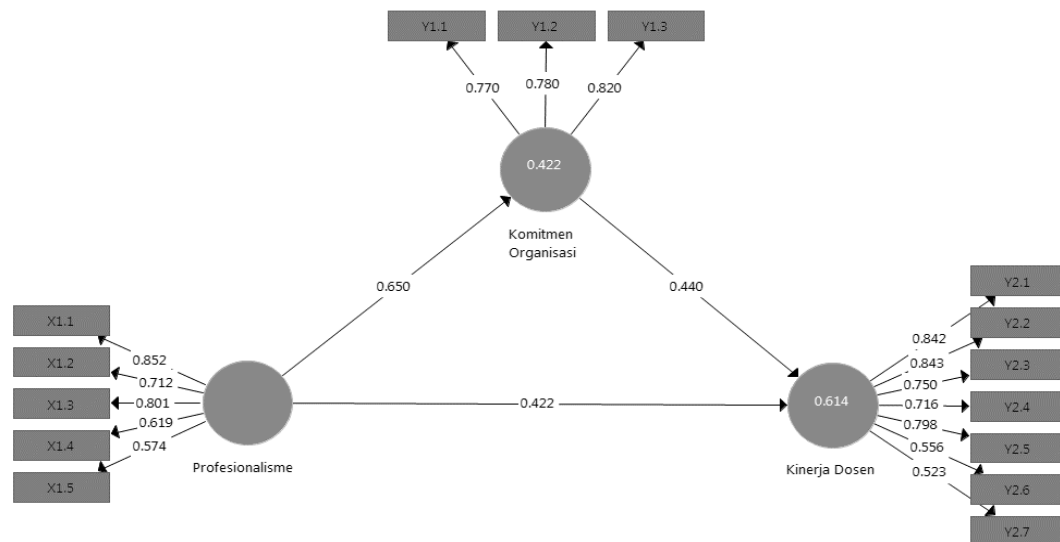 Y1.1
Y1.2
Y1.3
0.770
0.780
0.820
0.422
Komitmen
Organisasi
0.650
0.440
X1.1
X1.2
X1.3
X1.4
X1.5
0.852
0.712
0.801
0.619
0.574
Profesionalisme
0.422
0.614
Kinerja Dosen
0.842
0.843
0.750
0.716
0.798
0.556
0.523
Y2.1
Y2.2
Y2.3
Y2.4
Y2.5
Y2.6
Y2.7